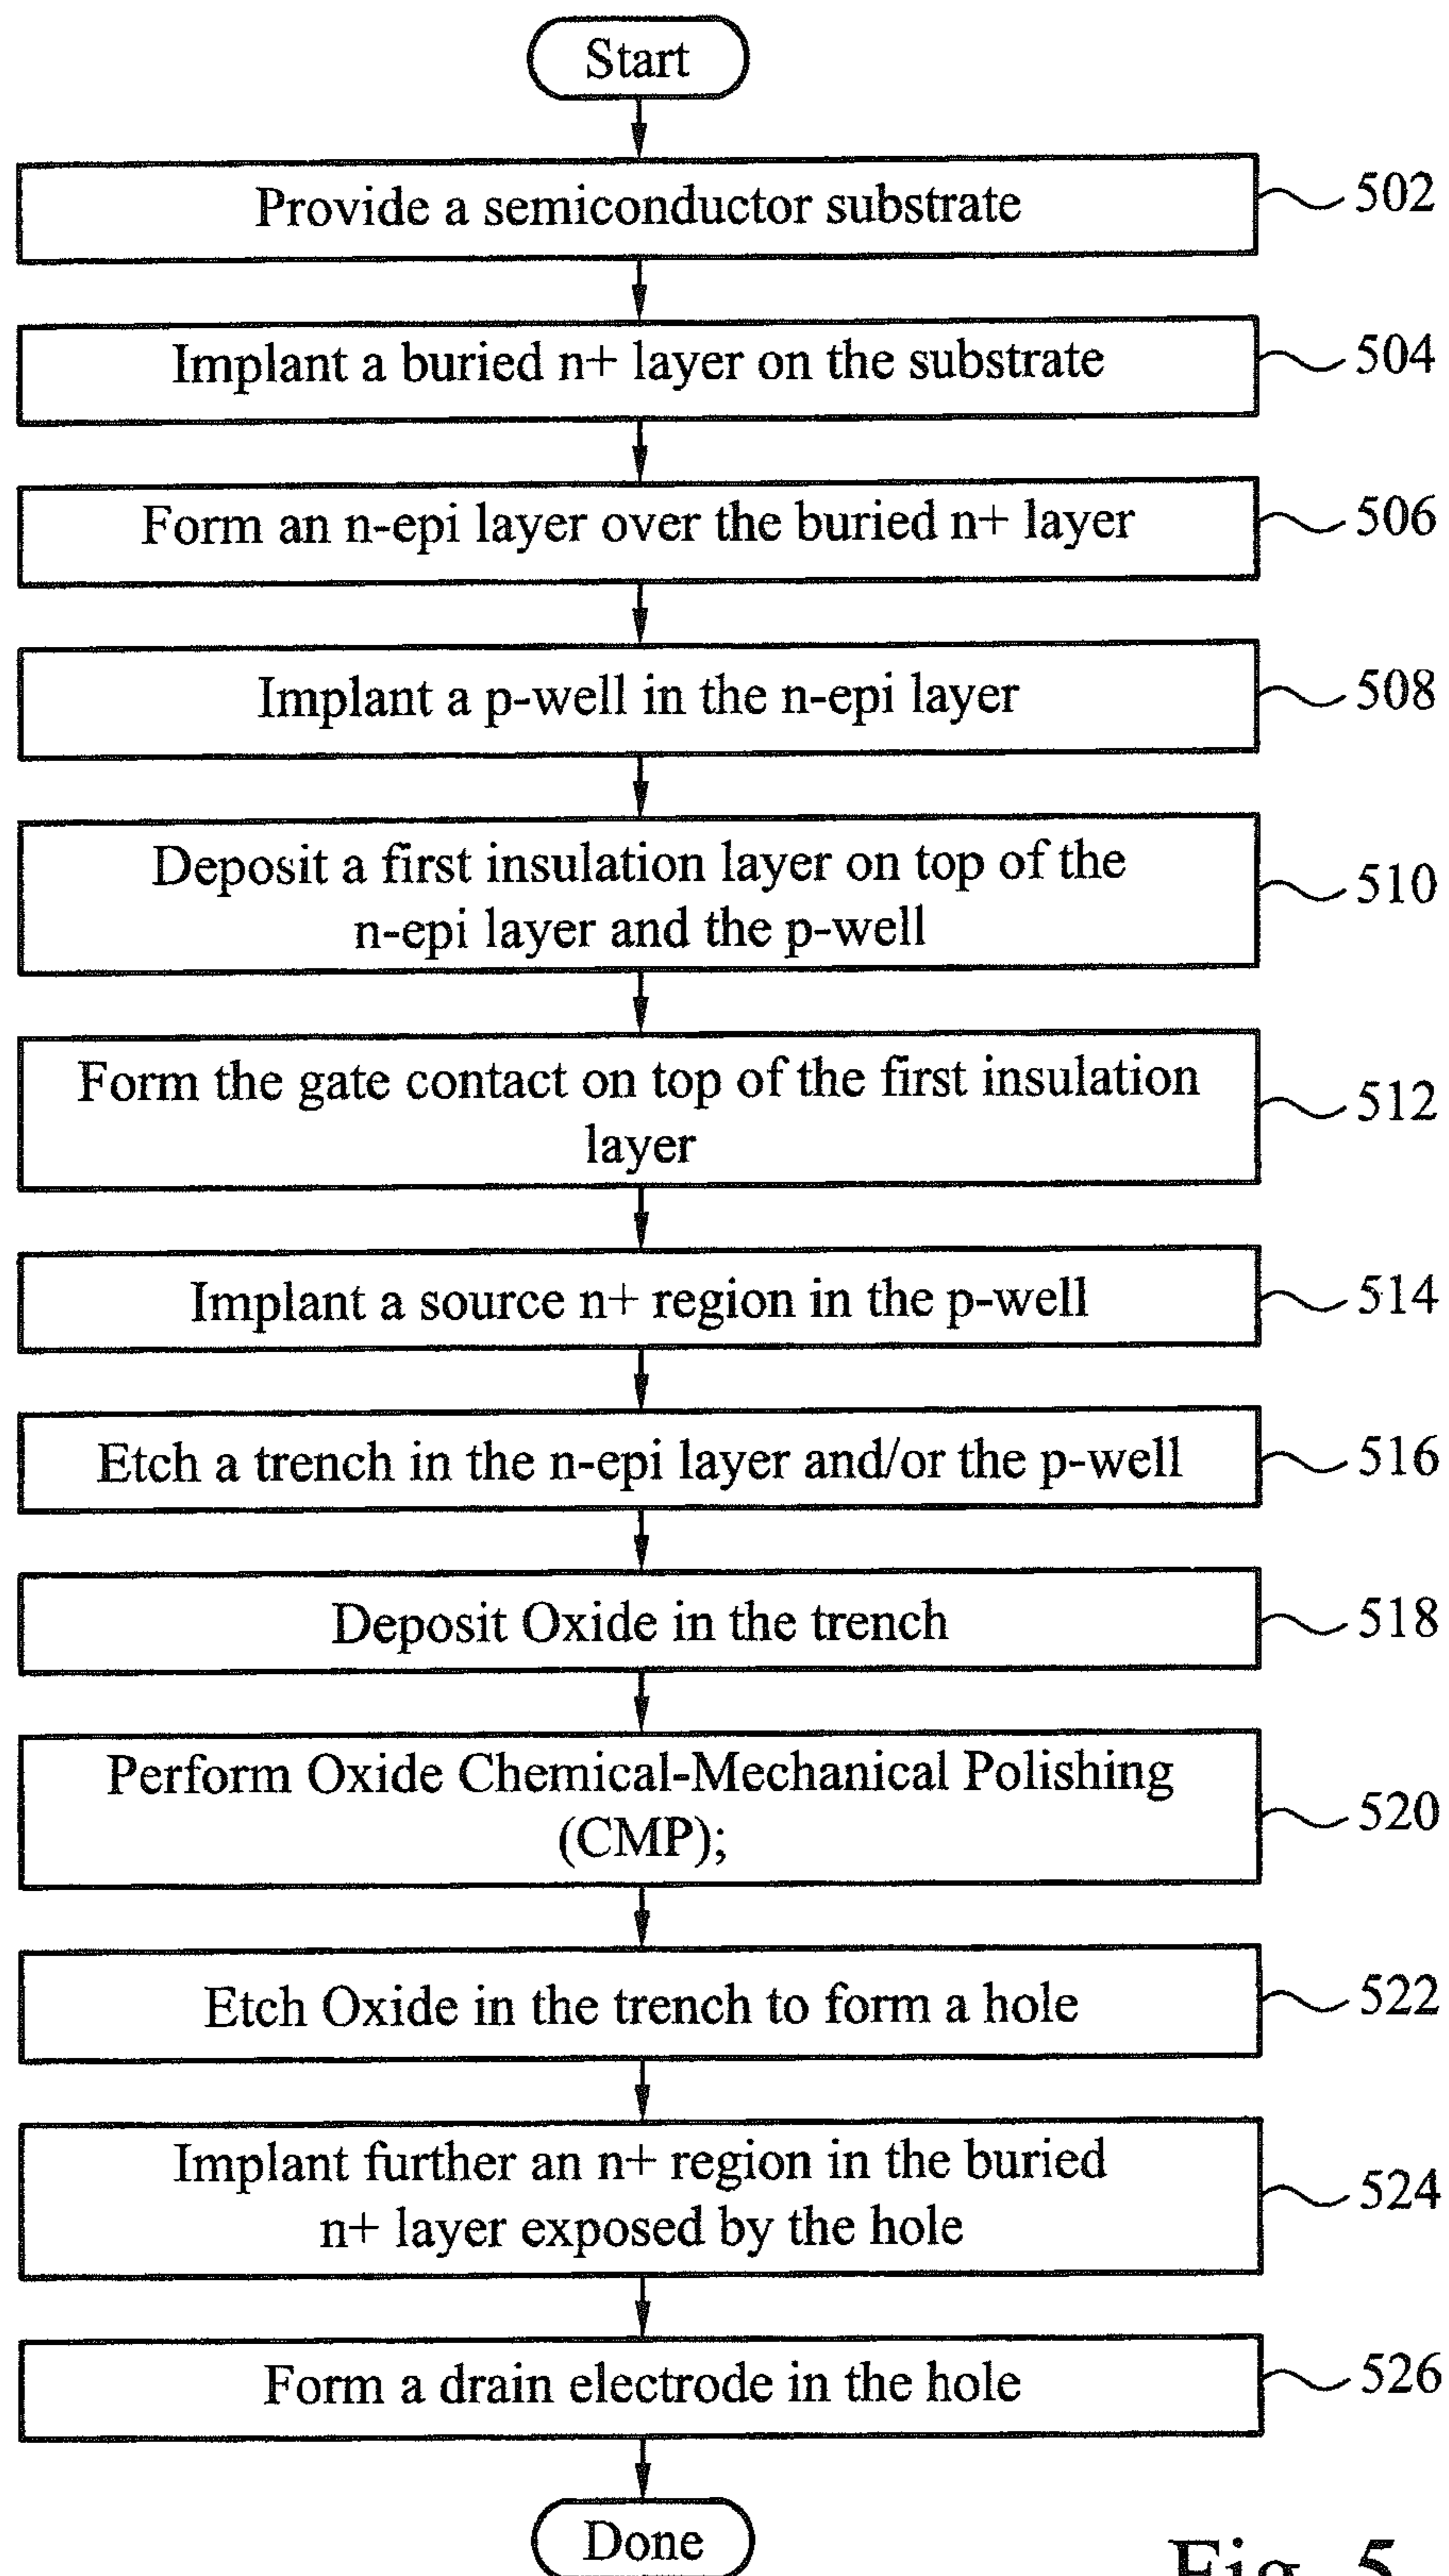 Start
Provide a semiconductor substrate
502
Implant a buried n+ layer on the substrate
504
Form an n-epi layer over the buried n+ layer
506
Implant a p-well in the n-epi layer
508
Deposit a first insulation layer on top of the
n-epi layer and the p-well
510
Form the gate contact on top of the first insulation
layer
512
Implant a source n+ region in the p-well
514
Etch a trench in the n-epi layer and/or the p-well
516
Deposit Oxide in the trench
518
Perform Oxide Chemical-Mechanical Polishing
(CMP);
520
Etch Oxide in the trench to form a hole
522
Implant further an n+ region in the buried
n+ layer exposed by the hole
524
Form a drain electrode in the hole
526
Done
Fig. 5